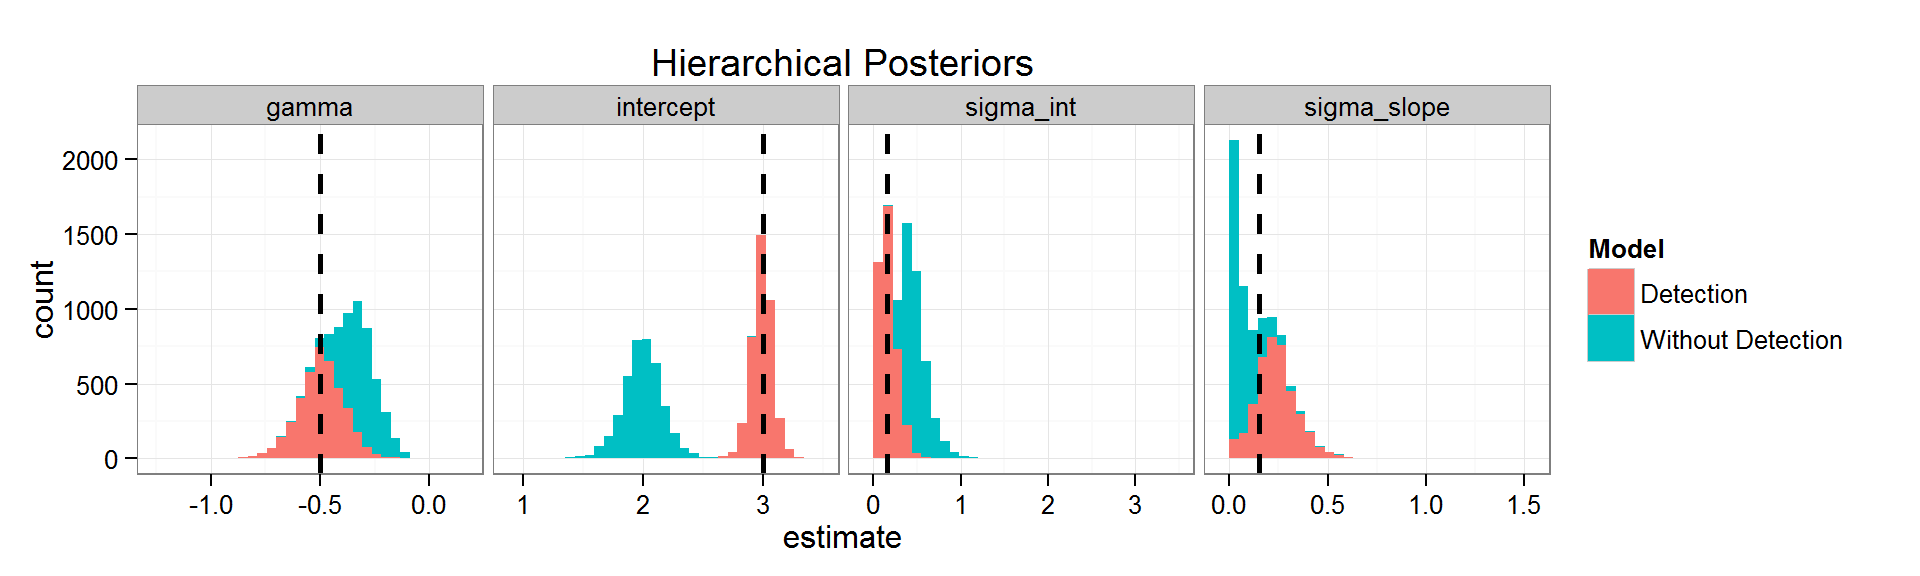 Hierarchical Posteriors
gamma intercept sigma_int sigma_slope
2000
1500
1000
500
0
count
-1.0 -0.5 0.0 1 2 3 0 1 2 3 0.0 0.5 1.0 1.5
estimate
Model
Detection
Without Detection